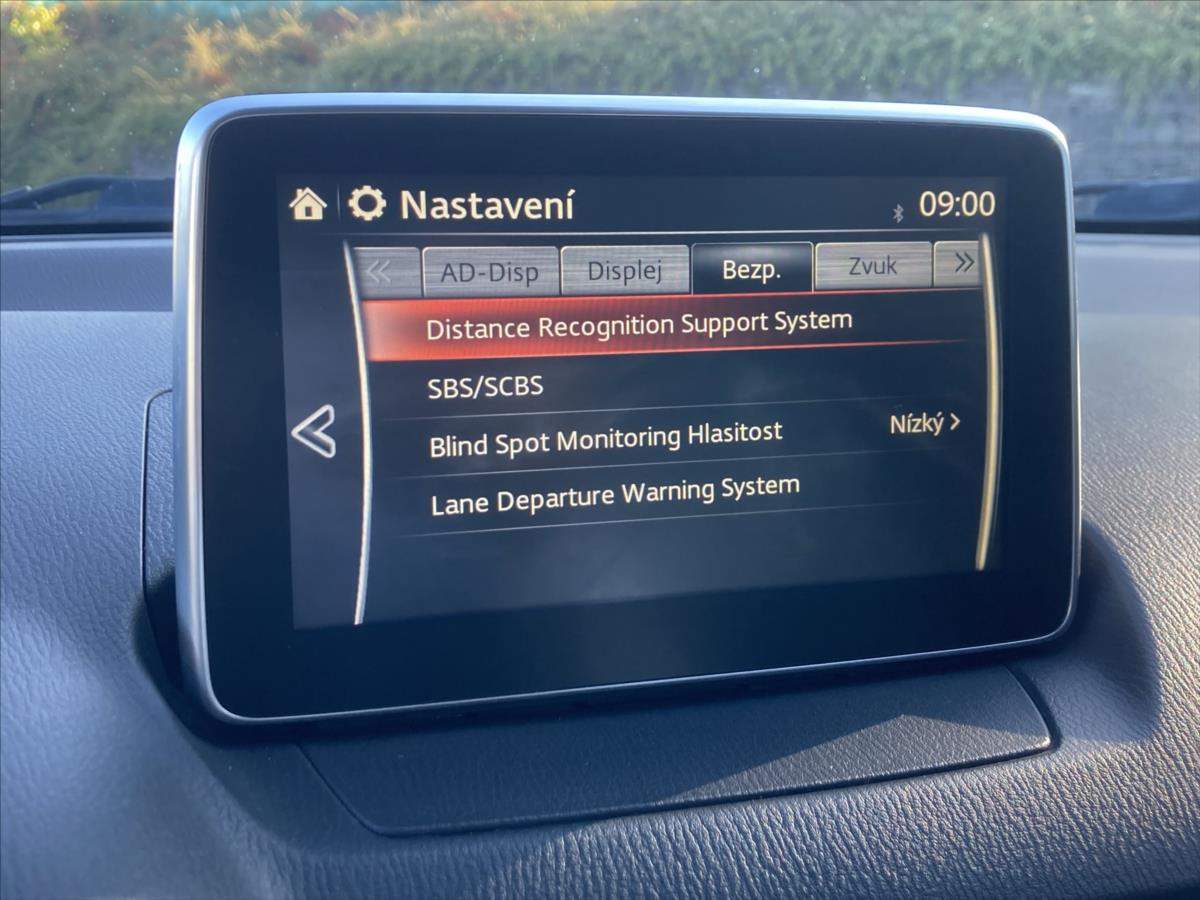 Nastavení 09:00
AD-Disp Displej Bezp. Zvuk
Distance Recognition Support System
SBS/SCBS
Blind Spot Monitoring Hlasitost Nízký
Lane Departure Warning System